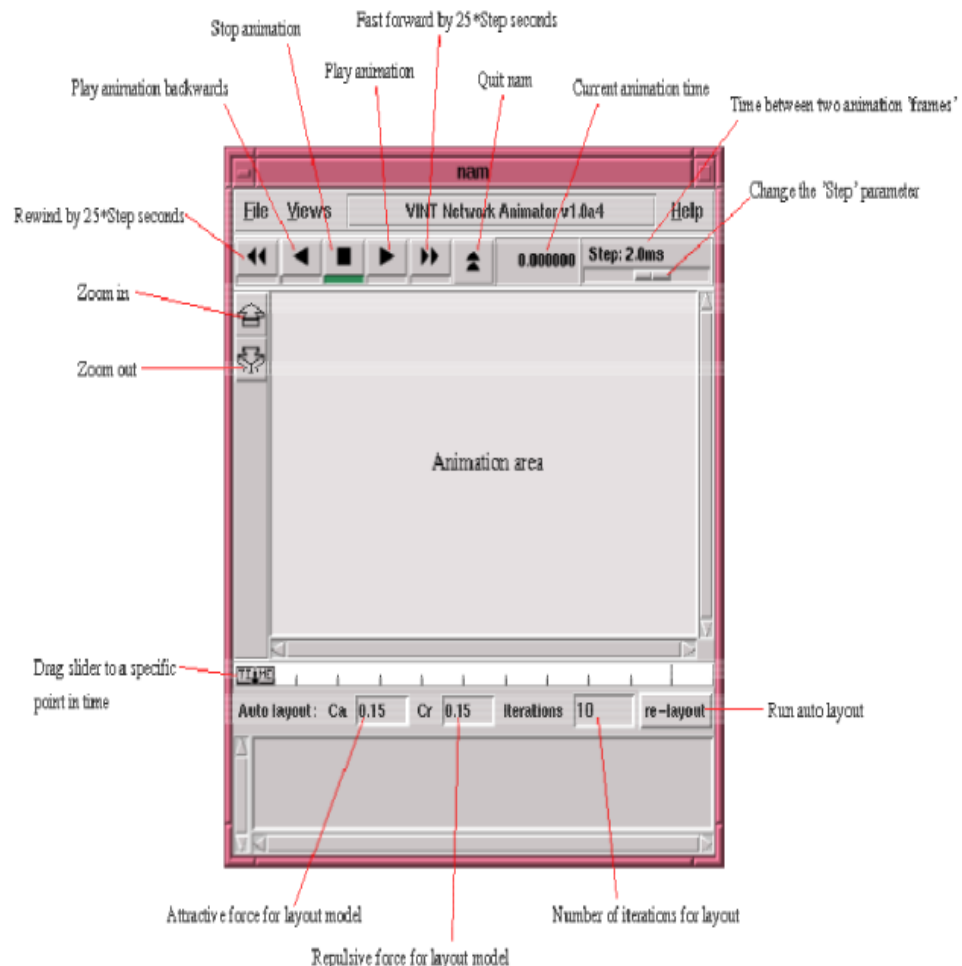 Fast forward by 25*Step seconds
Stop animation
Play animation
Quit nam
Play animation backwards
Current animation time
Time between two animation 'frames'
nam
Change the 'Step' parameter
File Views VINT Network Animator v1.0a4 Help
Rewind by 25*Step seconds
0.000000 Step: 2.0ms
Zoom in
Zoom out
Animation area
Drag slider to a specific
point in time
TIME
Auto layout: Ca 0.15 Cr 0.15 Iterations 10 re-layout
Run auto layout
Attractive force for layout model
Number of iterations for layout
Repulsive force for layout model